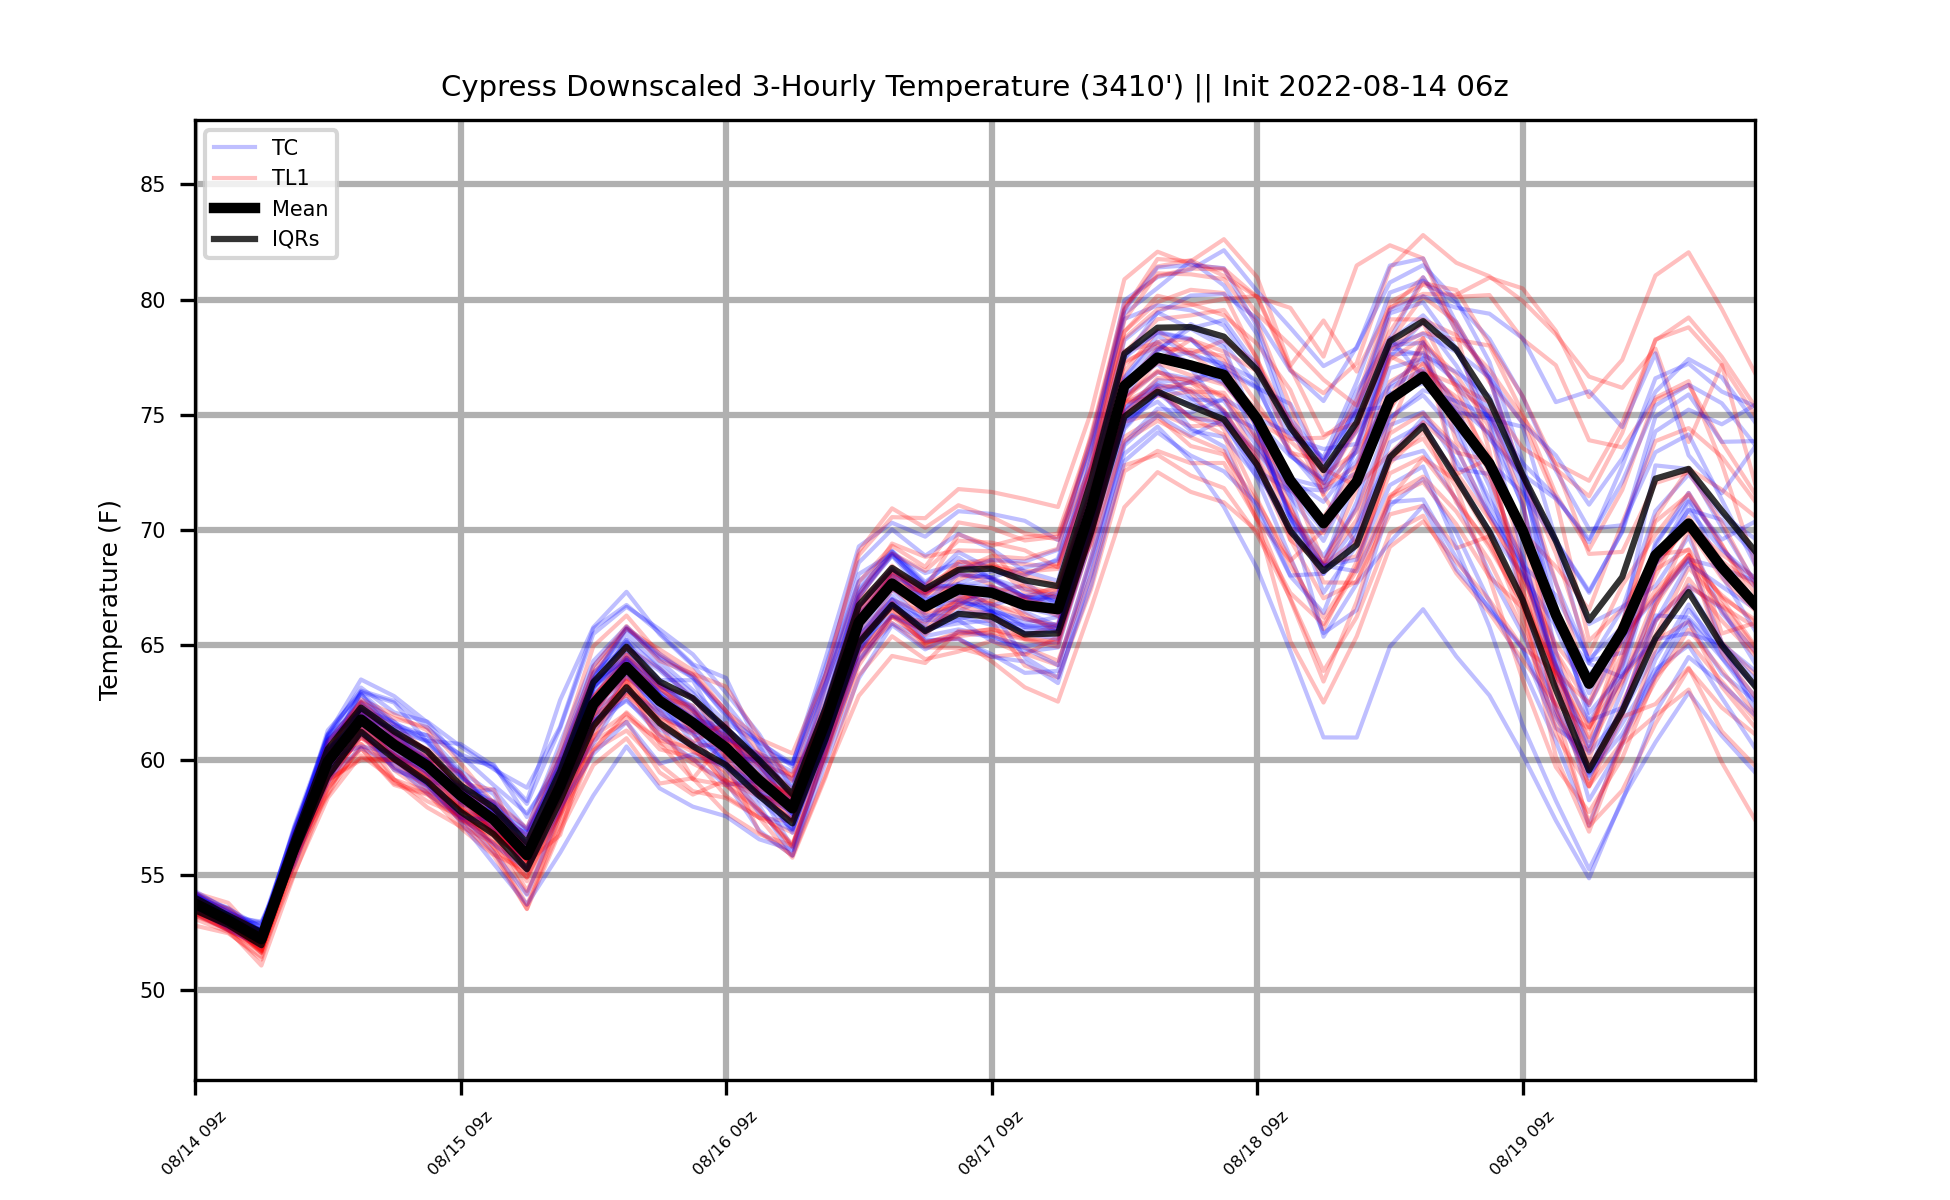 Cypress Downscaled 3-Hourly Temperature (3410') || Init 2022-08-14 06z
TC
TL1
Mean
IQRs
Temperature (F)
85
80
75
70
65
60
55
50
08/14 09z
08/15 09z
08/16 09z
08/17 09z
08/18 09z
08/19 09z